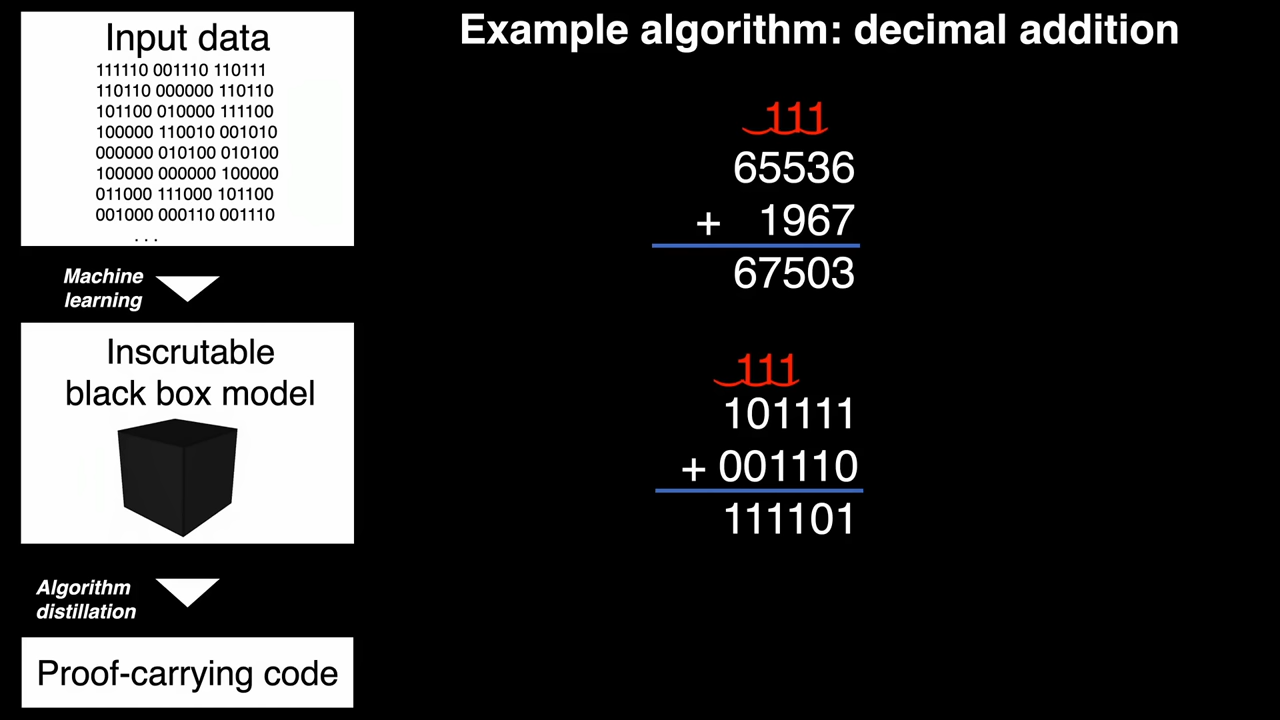 Input data
111110 001110 110111
110110 000000 110110
101100 010000 111100
100000 110010 001010
000000 010100 010100
100000 000000 100000
011000 111000 101100
001000 000110 001110
...
Machine
learning
Inscrutable
black box model
Algorithm
distillation
Proof-carrying code
Example algorithm: decimal addition
111
65536
+ 1967
67503
111
101111
+ 001110
111101